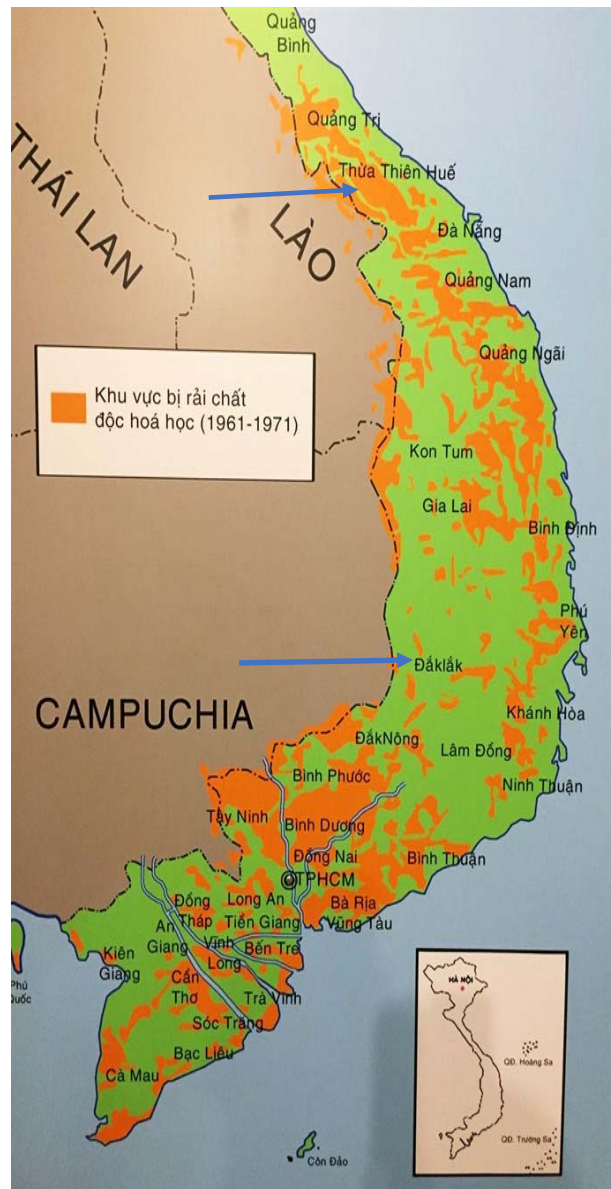 Quảng
Bình
Quảng Trị
Thừa Thiên Huế
THÁI LAN
LÀO
Đà Nẵng
Quảng Nam
Quảng Ngãi
Khu vực bị rải chất
độc hoá học (1961-1971)
Kon Tum
Gia Lai
Bình Định
Phú
Yên
Đắklắk
CAMPUCHIA
Khánh Hòa
ĐắkNông
Lâm Đồng
Bình Phước
Ninh Thuận
Tây Ninh
Bình Dương
Đồng Nai
Bình Thuận
TPHCM
Đồng
Tháp
Long An
Bà Rịa
Vũng Tàu
An
Giang
Tiền Giang
Kiên
Giang
Vĩnh
Long
Bến Tre
Cần
Thơ
Trà Vinh
Phú
Quốc
Sóc Trăng
Bạc Liêu
Cà Mau
Côn Đảo
HÀ NỘI
QĐ. Hoàng Sa
QĐ. Trường Sa